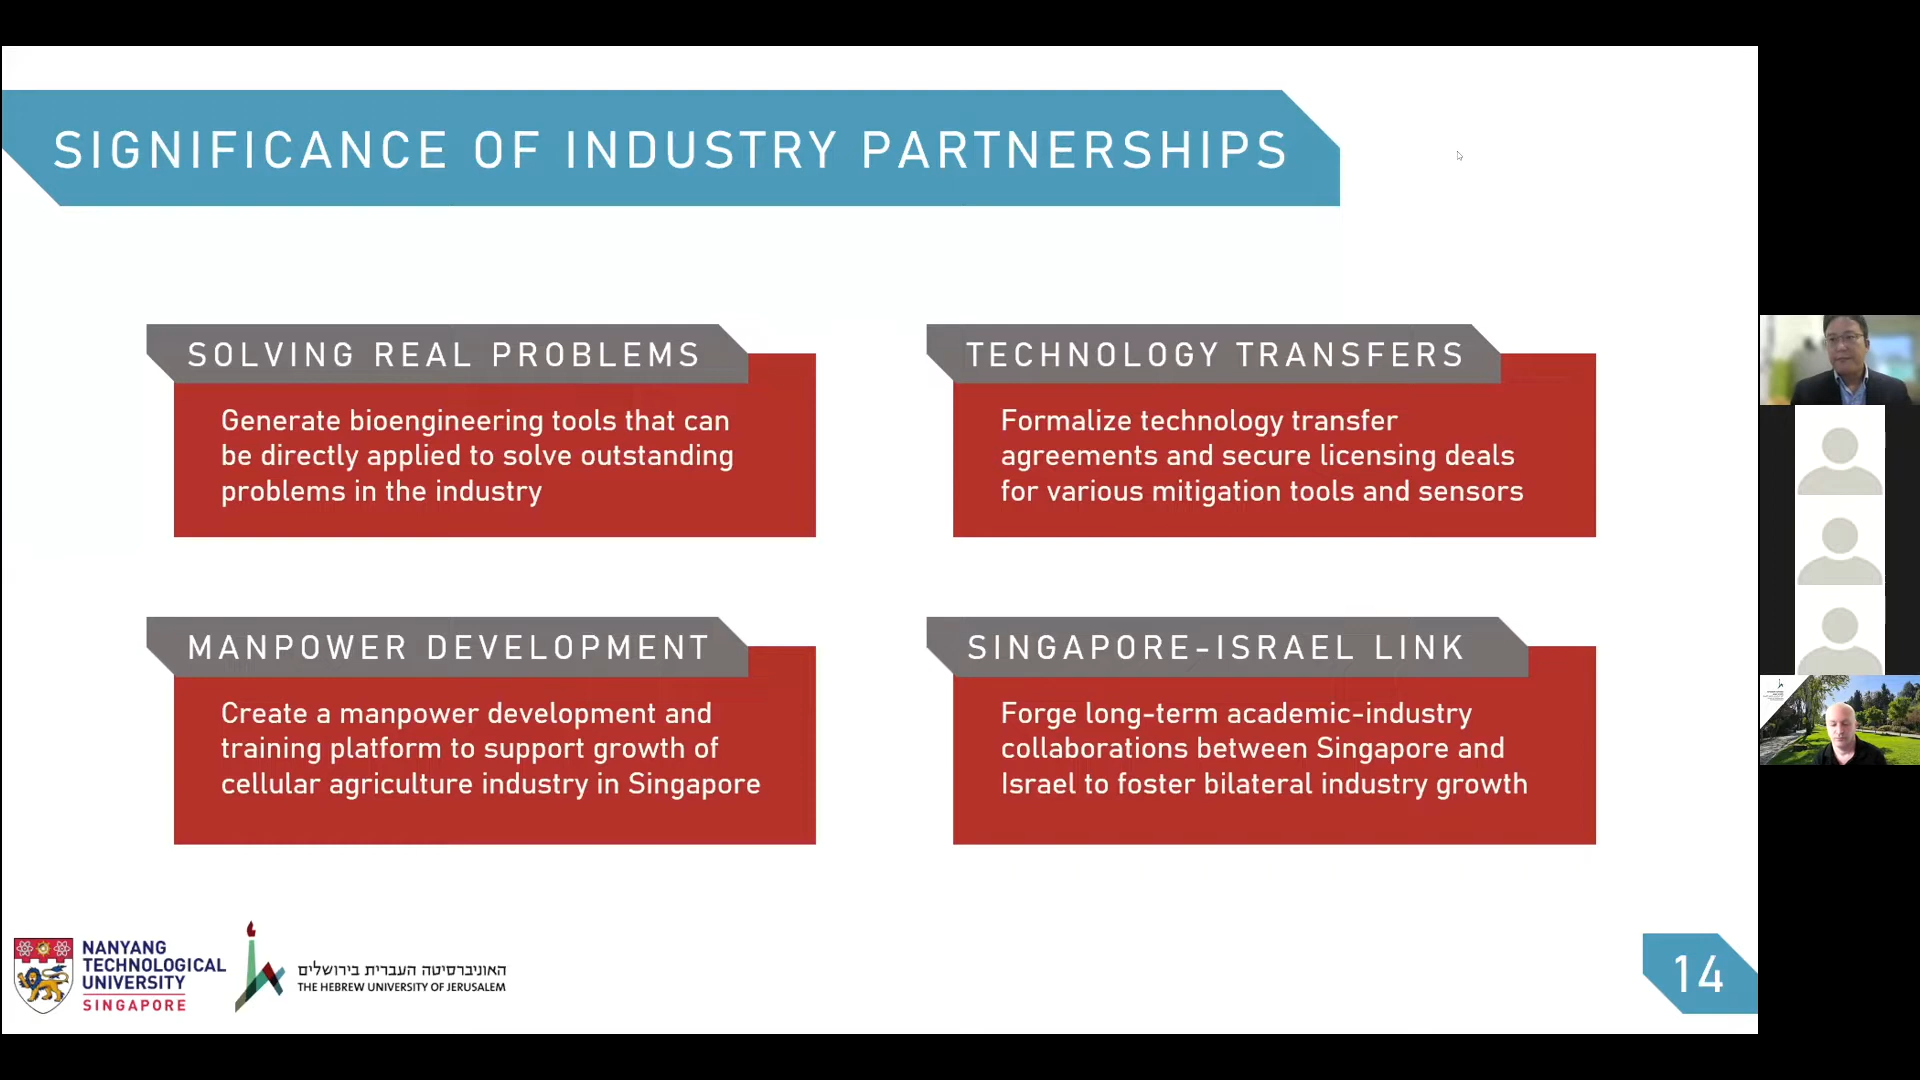 SIGNIFICANCE OF INDUSTRY PARTNERSHIPS
SOLVING REAL PROBLEMS
Generate bioengineering tools that can
be directly applied to solve outstanding
problems in the industry
TECHNOLOGY TRANSFERS
Formalize technology transfer
agreements and secure licensing deals
for various mitigation tools and sensors
MANPOWER DEVELOPMENT
Create a manpower development and
training platform to support growth of
cellular agriculture industry in Singapore
SINGAPORE-ISRAEL LINK
Forge long-term academic-industry
collaborations between Singapore and
Israel to foster bilateral industry growth
NANYANG
TECHNOLOGICAL
UNIVERSITY
SINGAPORE
האוניברסיטה העברית בירושלים
THE HEBREW UNIVERSITY OF JERUSALEM
14